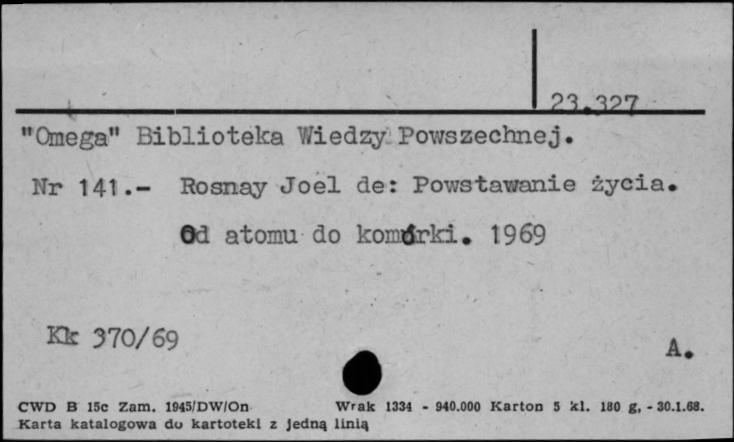 23.327
"Omega" Biblioteka Wiedzy Powszechnej.
Nr 141.- Rosnay Joel de: Powstawanie życia.
Od atomu do komórki. 1969
Kk 370/69
A.
CWD B 15c Zam. 1945/DW/On Wrak 1334 - 940.000 Karton 5 kl. 180 g, - 30.1.68.
Karta katalogowa do kartoteki z jedną linią